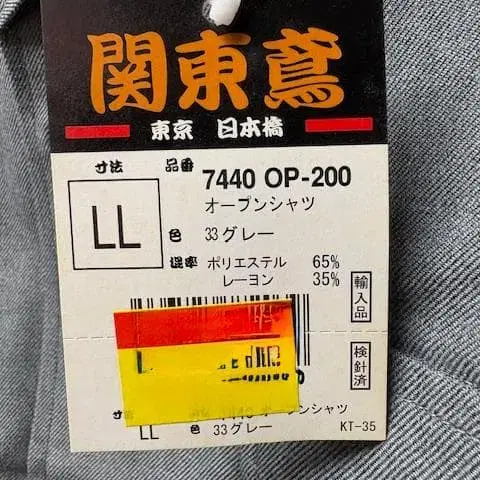 関東鳶
東京 日本橋
寸法 品番 7440 OP-200
オープンシャツ
LL
色 33グレー
混率 ポリエステル 65%
レーヨン 35%
輸入品
検針済
7440 オープンシャツ
LL 色 33グレー KT-35